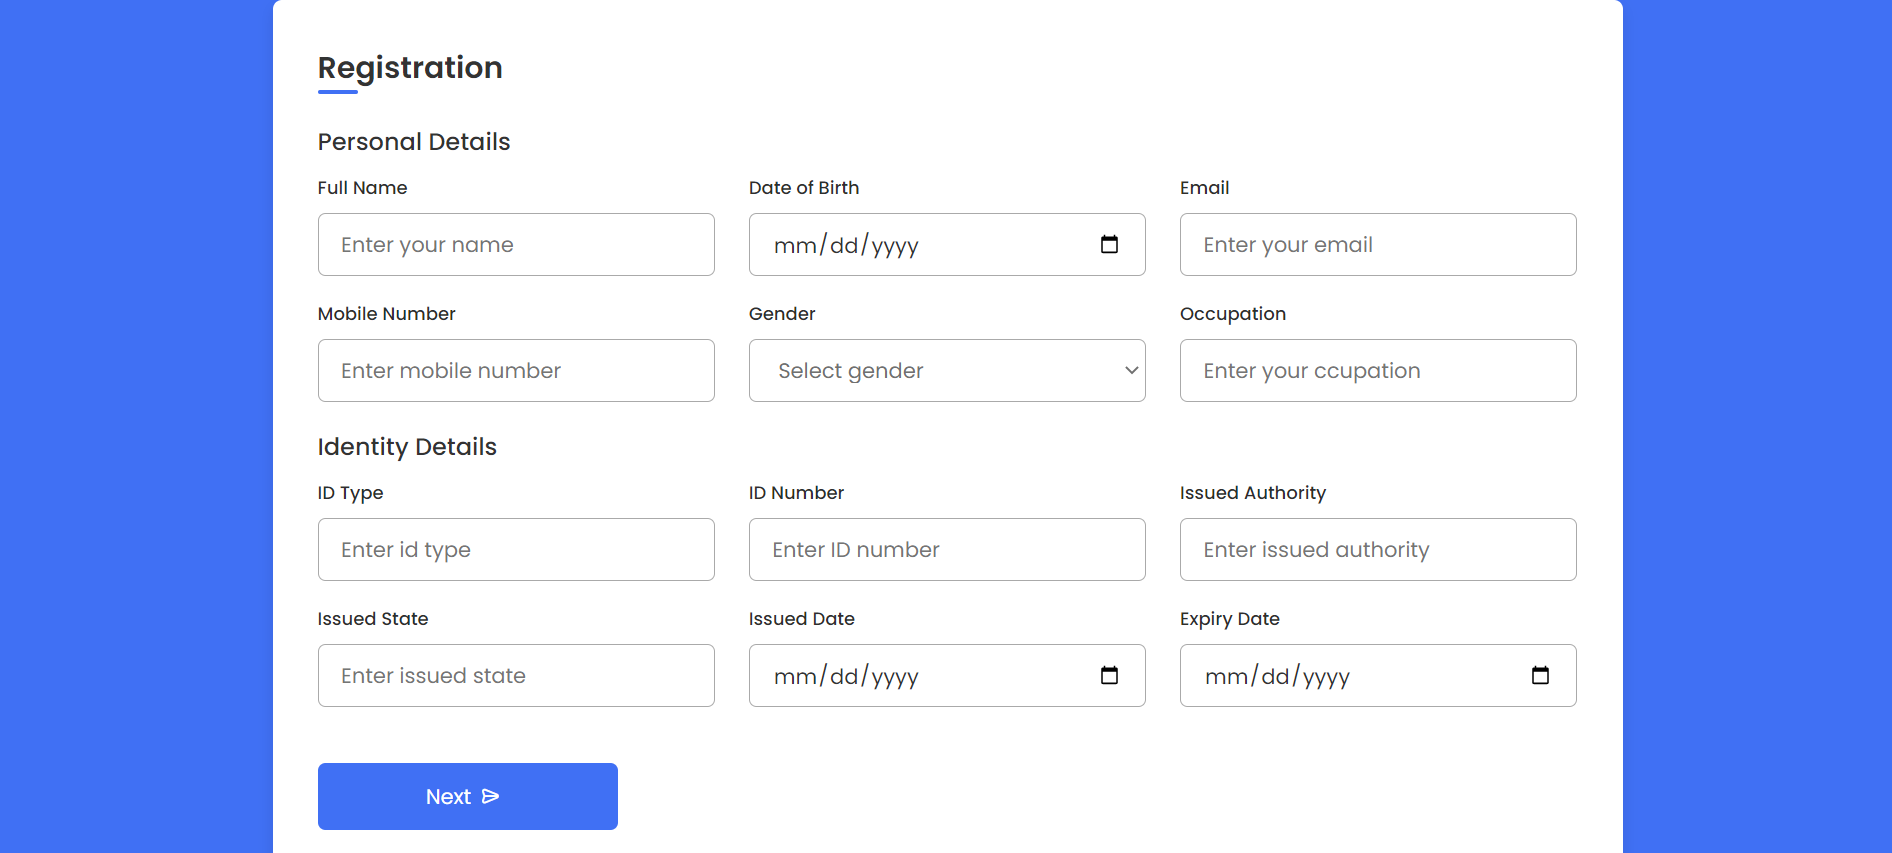 Registration
Personal Details
Full Name Date of Birth Email
Enter your name mm/dd/yyyy Enter your email
Mobile Number Gender Occupation
Enter mobile number Select gender Enter your ccupation
Identity Details
ID Type ID Number Issued Authority
Enter id type Enter ID number Enter issued authority
Issued State Issued Date Expiry Date
Enter issued state mm/dd/yyyy mm/dd/yyyy
Next